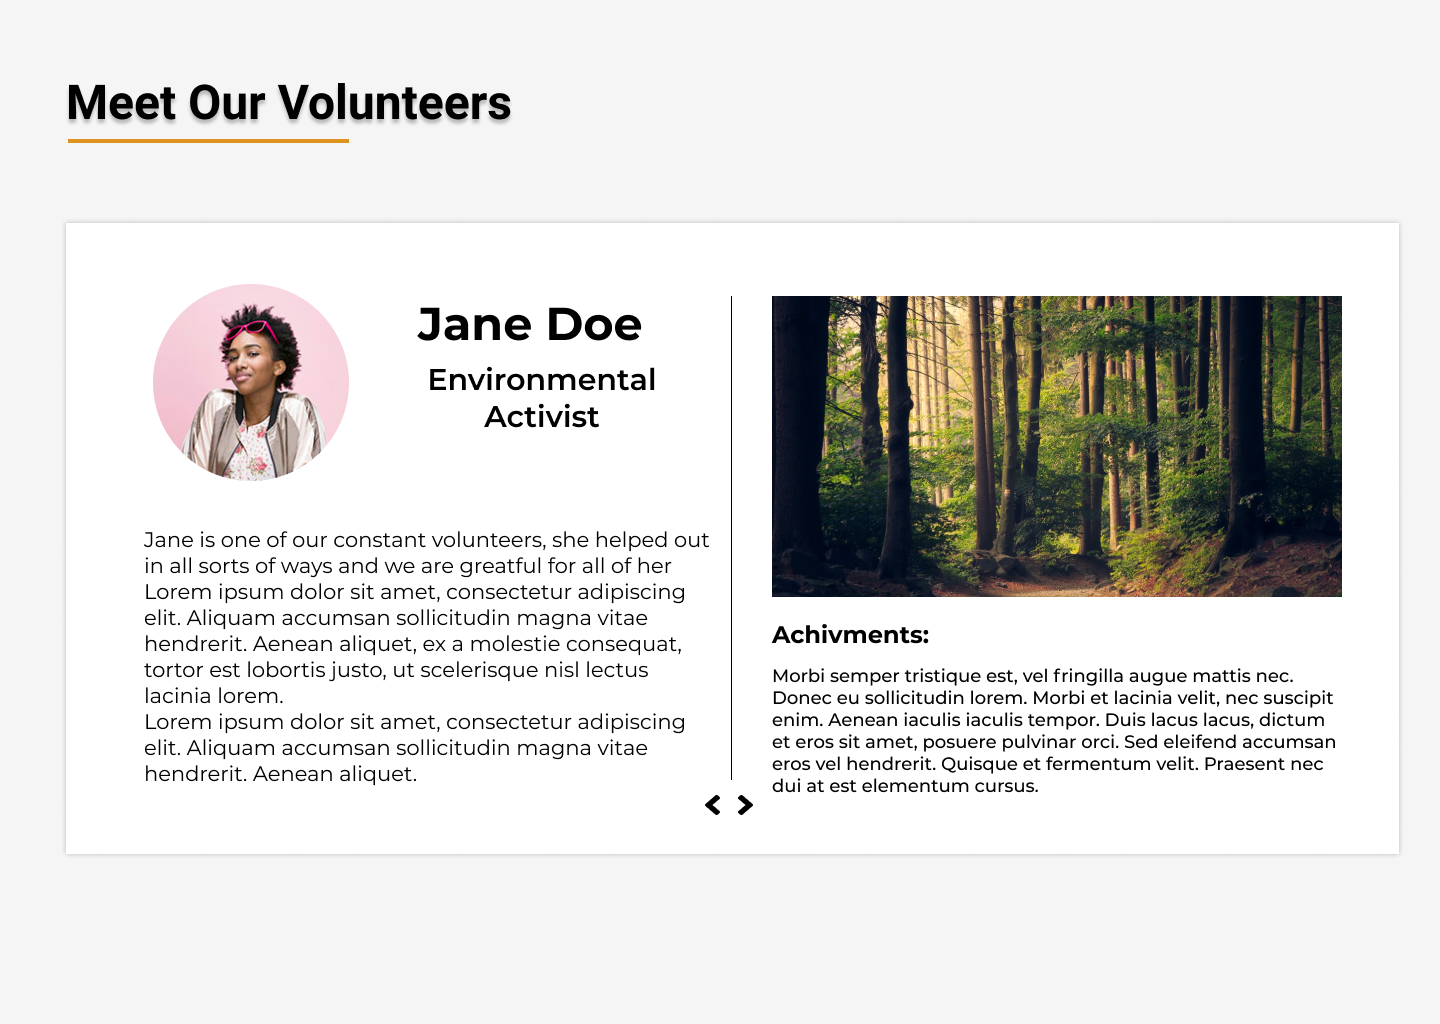 Meet Our Volunteers
Jane Doe
Environmental
Activist
Jane is one of our constant volunteers, she helped out
in all sorts of ways and we are greatful for all of her
Lorem ipsum dolor sit amet, consectetur adipiscing
elit. Aliquam accumsan sollicitudin magna vitae
hendrerit. Aenean aliquet, ex a molestie consequat,
tortor est lobortis justo, ut scelerisque nisl lectus
lacinia lorem.
Lorem ipsum dolor sit amet, consectetur adipiscing
elit. Aliquam accumsan sollicitudin magna vitae
hendrerit. Aenean aliquet.
Achivments:
Morbi semper tristique est, vel fringilla augue mattis nec.
Donec eu sollicitudin lorem. Morbi et lacinia velit, nec suscipit
enim. Aenean iaculis iaculis tempor. Duis lacus lacus, dictum
et eros sit amet, posuere pulvinar orci. Sed eleifend accumsan
eros vel hendrerit. Quisque et fermentum velit. Praesent nec
dui at est elementum cursus.